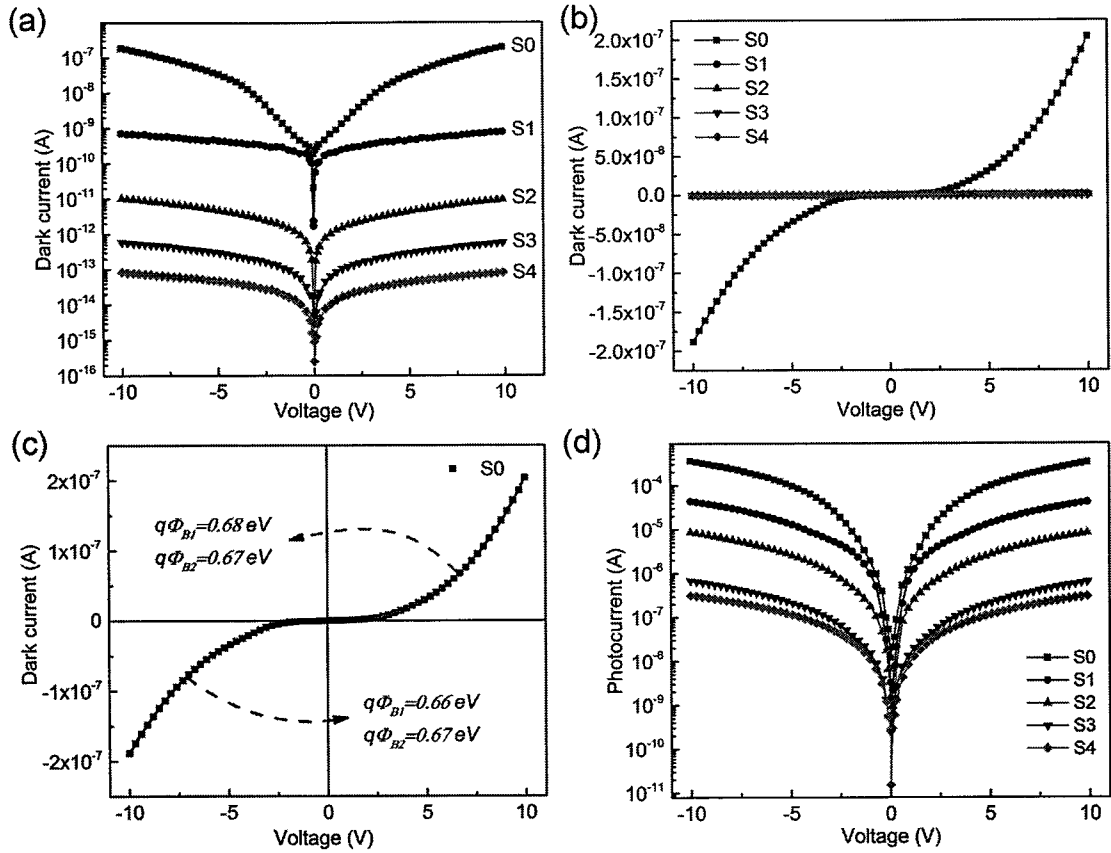 (a)
10⁻⁷
10⁻⁸
10⁻⁹
10⁻¹⁰
10⁻¹¹
10⁻¹²
10⁻¹³
10⁻¹⁴
10⁻¹⁵
10⁻¹⁶
Dark current (A)
S0
S1
S2
S3
S4
-10 -5 0 5 10
Voltage (V)
(b)
2.0x10⁻⁷
1.5x10⁻⁷
1.0x10⁻⁷
5.0x10⁻⁸
0.0
-5.0x10⁻⁸
-1.0x10⁻⁷
-1.5x10⁻⁷
-2.0x10⁻⁷
Dark current (A)
S0
S1
S2
S3
S4
-10 -5 0 5 10
Voltage (V)
(c)
2x10⁻⁷
1x10⁻⁷
0
-1x10⁻⁷
-2x10⁻⁷
Dark current (A)
S0
qΦB1=0.68 eV
qΦB2=0.67 eV
qΦB1=0.66 eV
qΦB2=0.67 eV
-10 -5 0 5 10
Voltage (V)
(d)
10⁻⁴
10⁻⁵
10⁻⁶
10⁻⁷
10⁻⁸
10⁻⁹
10⁻¹⁰
10⁻¹¹
Photocurrent (A)
S0
S1
S2
S3
S4
-10 -5 0 5 10
Voltage (V)